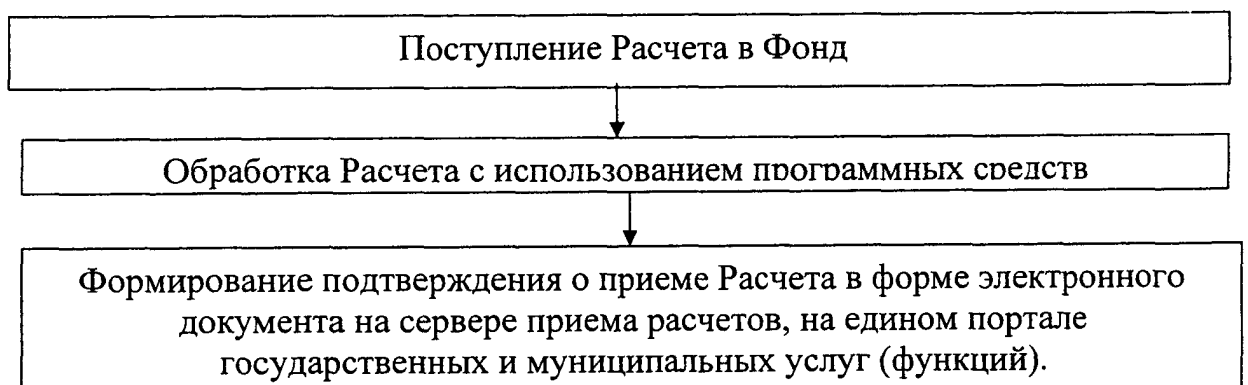 Поступление Расчета в Фонд
Обработка Расчета с использованием программных средств
Формирование подтверждения о приеме Расчета в форме электронного
документа на сервере приема расчетов, на едином портале
государственных и муниципальных услуг (функций).